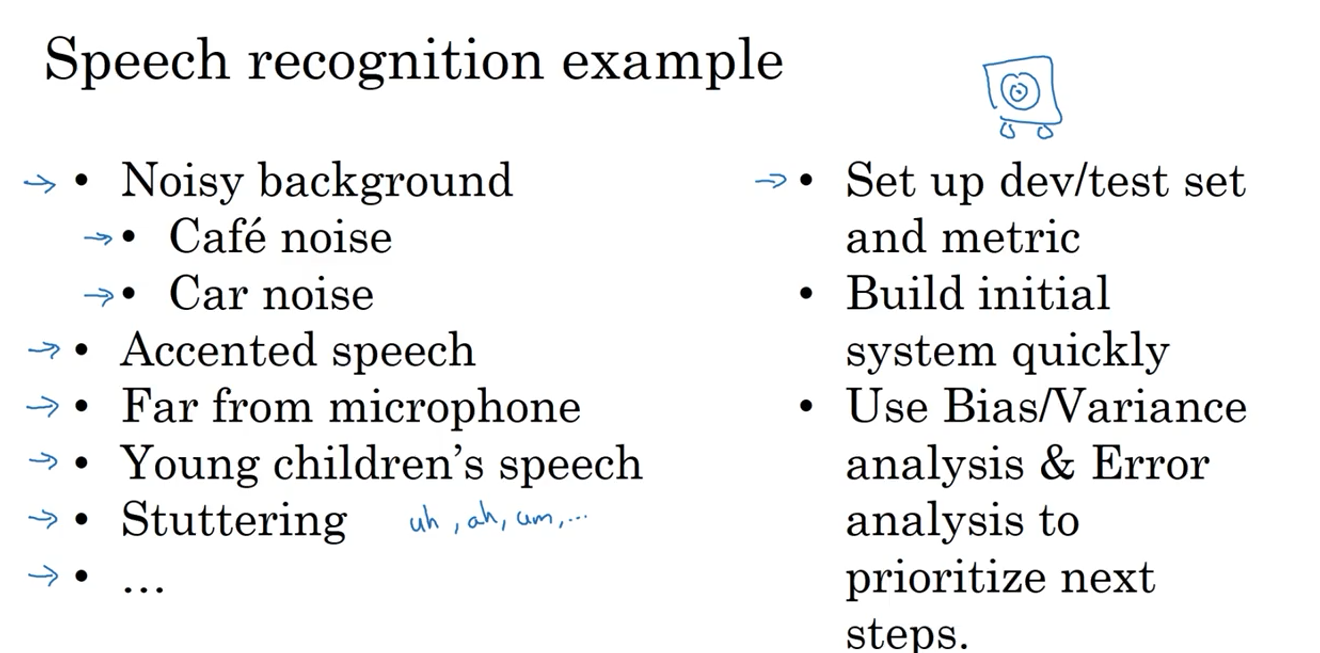 Speech recognition example
→ • Noisy background
→ • Café noise
→ • Car noise
→ • Accented speech
→ • Far from microphone
→ • Young children's speech
→ • Stuttering uh, ah, um, ...
→ • ...
→ • Set up dev/test set
and metric
• Build initial
system quickly
• Use Bias/Variance
analysis & Error
analysis to
prioritize next
steps.